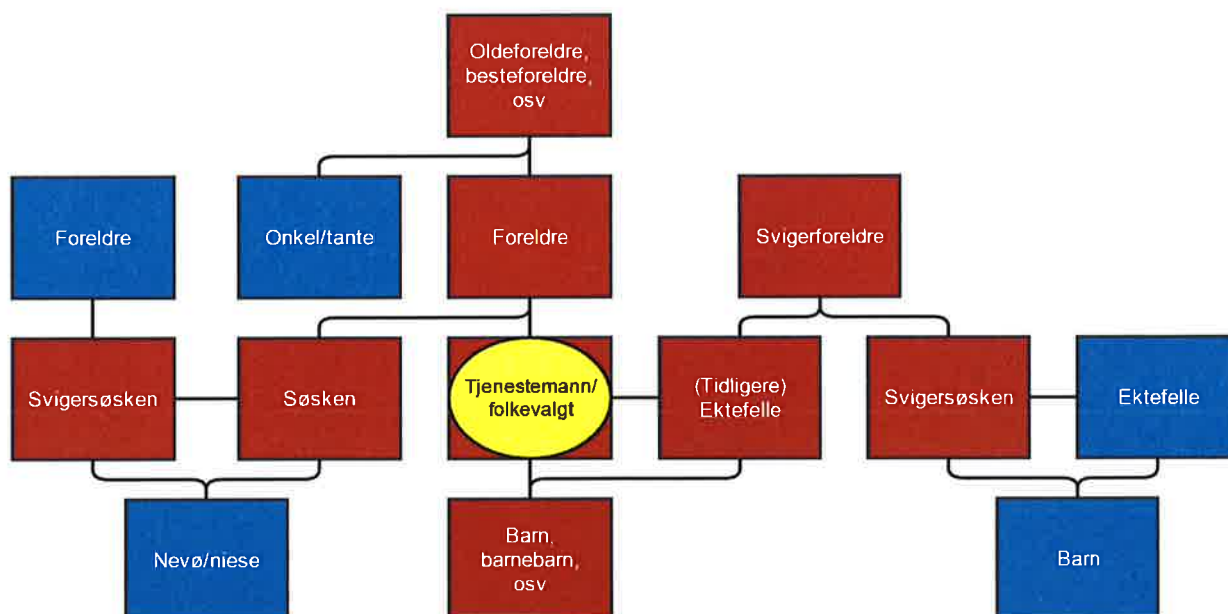 Oldeforeldre,
besteforeldre,
osv
Foreldre
Onkel/tante
Foreldre
Svigerforeldre
Svigersøsken
Søsken
Tjenestemann/
folkevalgt
(Tidligere)
Ektefelle
Svigersøsken
Ektefelle
Nevø/niese
Barn,
barnebarn,
osv
Barn